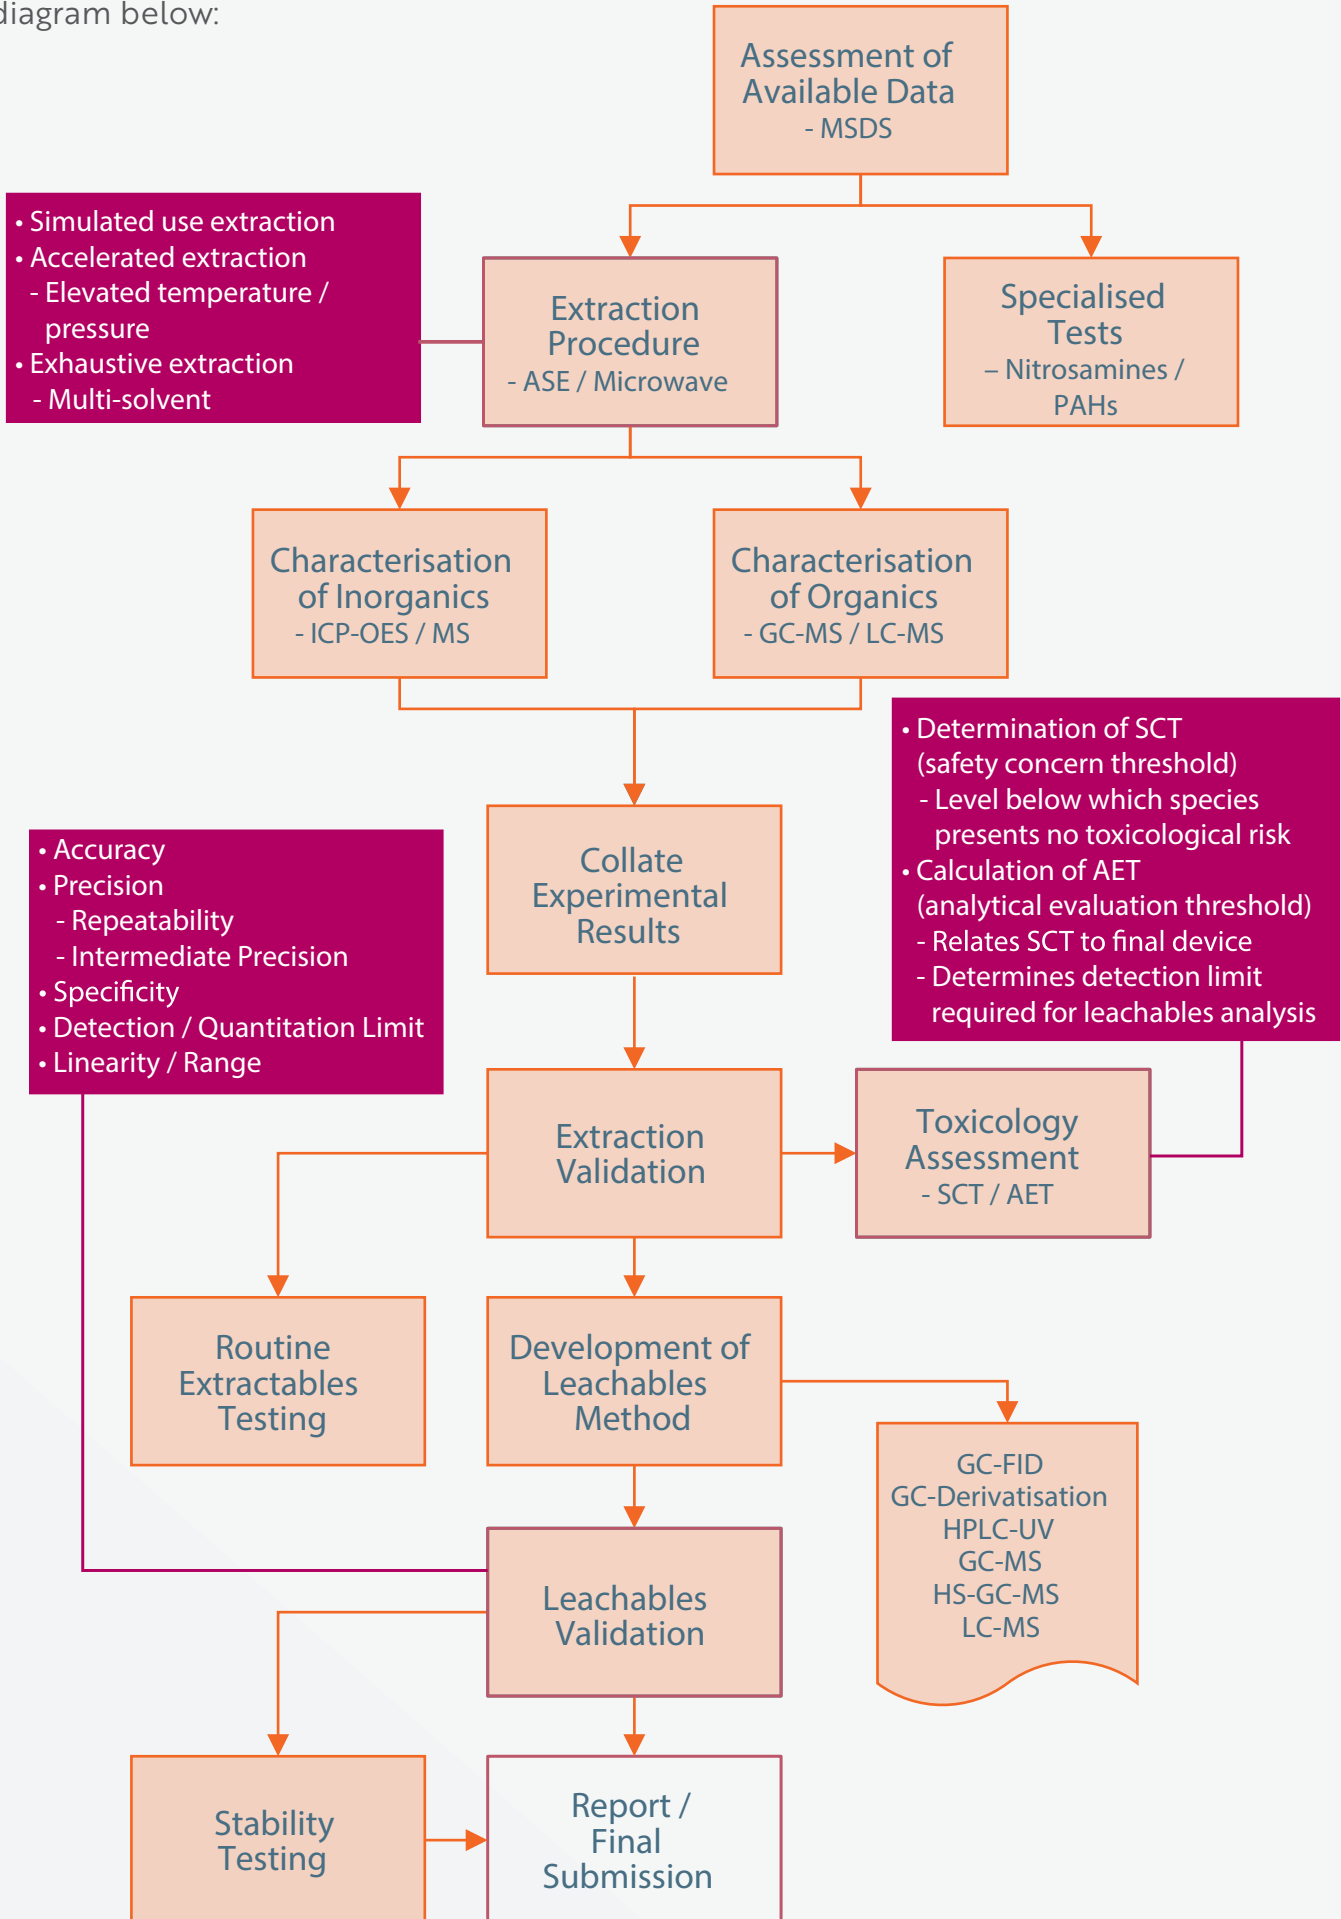 diagram below:
Assessment of
Available Data
- MSDS
• Simulated use extraction
• Accelerated extraction
- Elevated temperature /
pressure
• Exhaustive extraction
- Multi-solvent
Extraction
Procedure
- ASE / Microwave
Specialised
Tests
– Nitrosamines /
PAHs
Characterisation
of Inorganics
- ICP-OES / MS
Characterisation
of Organics
- GC-MS / LC-MS
• Determination of SCT
(safety concern threshold)
- Level below which species
presents no toxicological risk
• Calculation of AET
(analytical evaluation threshold)
- Relates SCT to final device
- Determines detection limit
required for leachables analysis
Collate
Experimental
Results
• Accuracy
• Precision
- Repeatability
- Intermediate Precision
• Specificity
• Detection / Quantitation Limit
• Linearity / Range
Extraction
Validation
Toxicology
Assessment
- SCT / AET
Routine
Extractables
Testing
Development of
Leachables
Method
GC-FID
GC-Derivatisation
HPLC-UV
GC-MS
HS-GC-MS
LC-MS
Leachables
Validation
Stability
Testing
Report /
Final
Submission